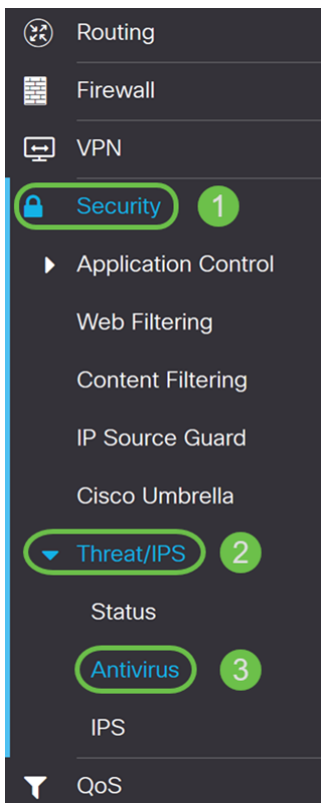 Routing
Firewall
VPN
Security 1
Application Control
Web Filtering
Content Filtering
IP Source Guard
Cisco Umbrella
Threat/IPS 2
Status
Antivirus 3
IPS
QoS